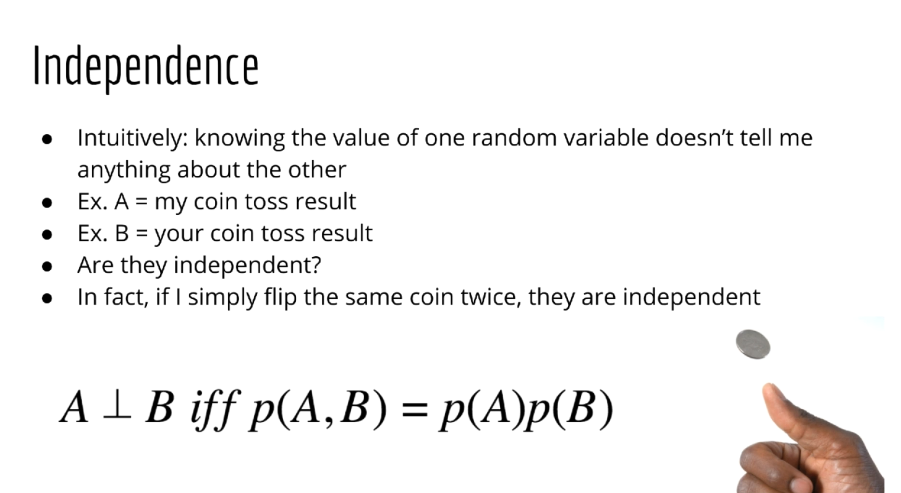 Independence
● Intuitively: knowing the value of one random variable doesn't tell me
anything about the other
● Ex. A = my coin toss result
● Ex. B = your coin toss result
● Are they independent?
● In fact, if I simply flip the same coin twice, they are independent
A ⊥ B iff p(A, B) = p(A)p(B)